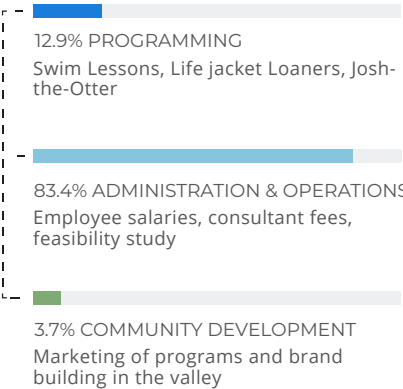 12.9% PROGRAMMING
Swim Lessons, Life jacket Loaners, Josh-
the-Otter
83.4% ADMINISTRATION & OPERATIONS
Employee salaries, consultant fees,
feasibility study
3.7% COMMUNITY DEVELOPMENT
Marketing of programs and brand
building in the valley